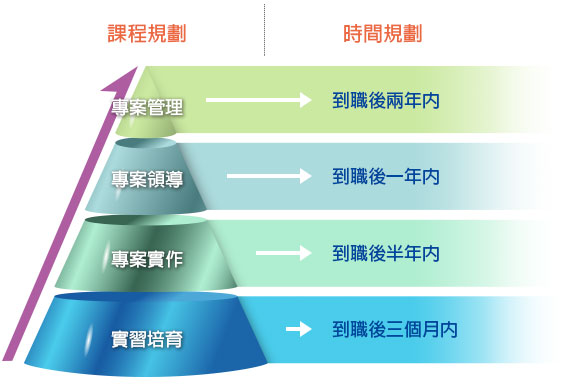 課程規劃 時間規劃
專案管理 到職後兩年內
專案領導 到職後一年內
專案實作 到職後半年內
實習培育 到職後三個月內